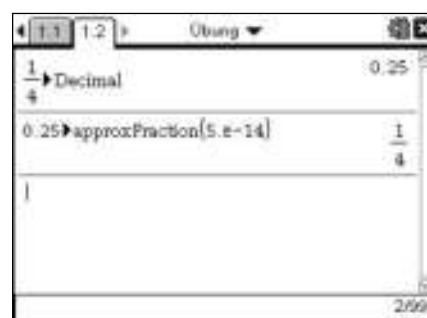 1.1 1.2 Übung
1/4▶Decimal 0.25
0.25▶approxFraction(5.E-14) 1/4
2/99